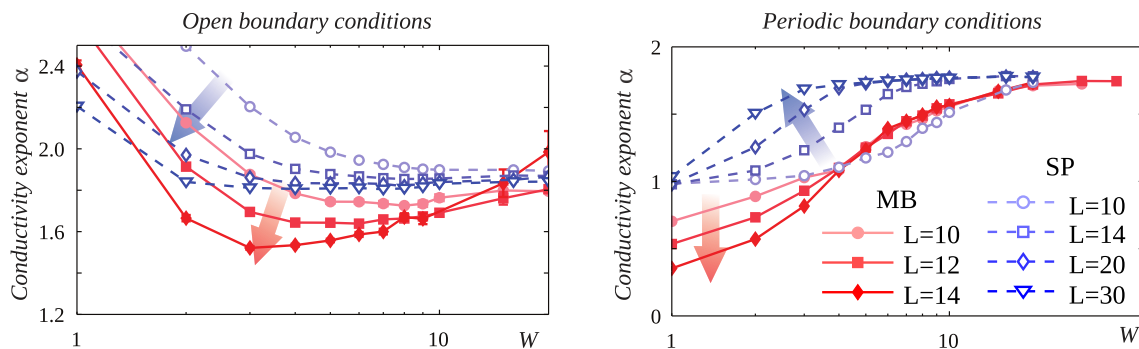 Open boundary conditions
Conductivity exponent α
2.4
2.0
1.6
1.2
1
10
W
Periodic boundary conditions
Conductivity exponent α
2
1
0
1
10
W
MB
L=10
L=12
L=14
SP
L=10
L=14
L=20
L=30